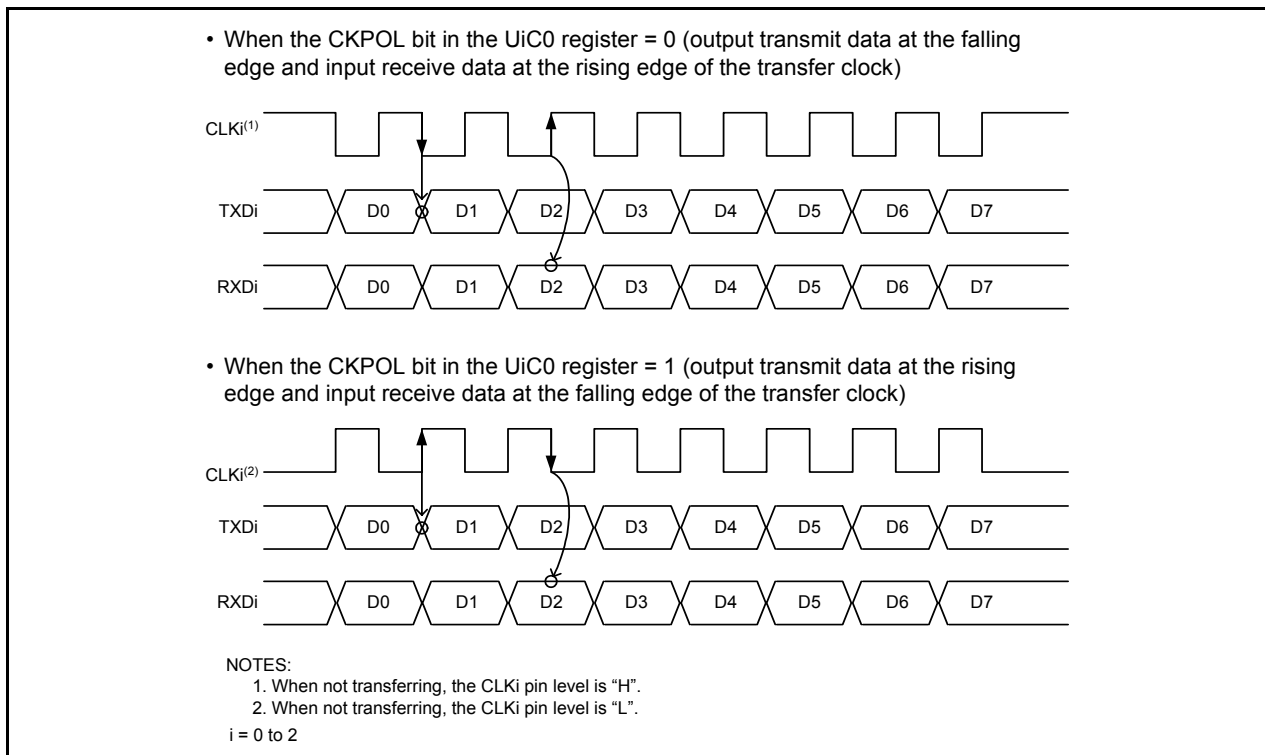 • When the CKPOL bit in the UiC0 register = 0 (output transmit data at the falling
edge and input receive data at the rising edge of the transfer clock)
CLKi(1)
TXDi D0 D1 D2 D3 D4 D5 D6 D7
RXDi D0 D1 D2 D3 D4 D5 D6 D7
• When the CKPOL bit in the UiC0 register = 1 (output transmit data at the rising
edge and input receive data at the falling edge of the transfer clock)
CLKi(2)
TXDi D0 D1 D2 D3 D4 D5 D6 D7
RXDi D0 D1 D2 D3 D4 D5 D6 D7
NOTES:
1. When not transferring, the CLKi pin level is “H”.
2. When not transferring, the CLKi pin level is “L”.
i = 0 to 2